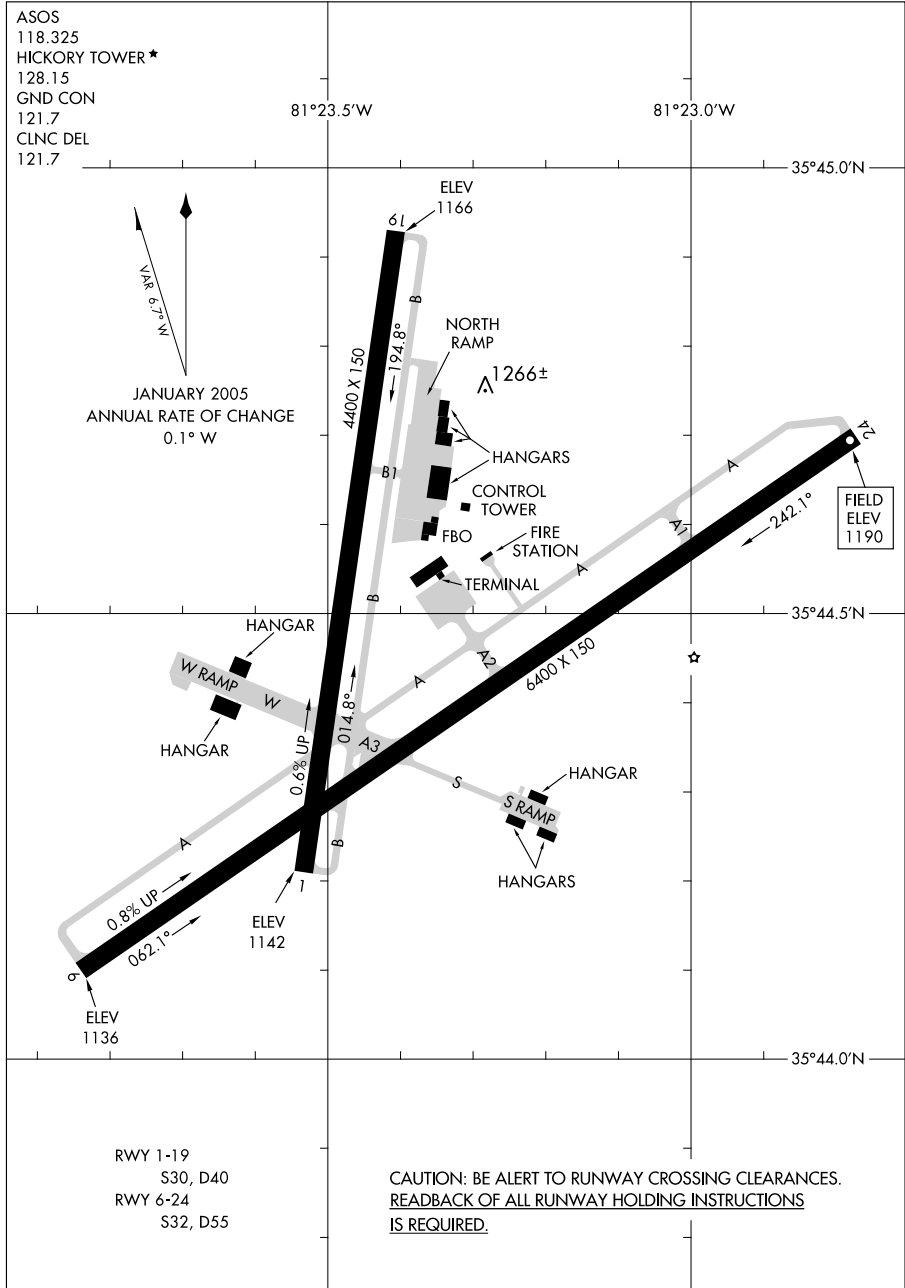 ASOS
118.325
HICKORY TOWER★
128.15
GND CON
121.7
CLNC DEL
121.7
81°23.5'W
81°23.0'W
35°45.0'N
ELEV
1166
19
VAR 6.7° W
JANUARY 2005
ANNUAL RATE OF CHANGE
0.1° W
B
NORTH
RAMP
194.8°
4400 X 150
1266±
HANGARS
B1
CONTROL
TOWER
FBO
FIRE
STATION
TERMINAL
24
A
A1
242.1°
FIELD
ELEV
1190
A
B
35°44.5'N
HANGAR
W RAMP
W
HANGAR
A2
A
6400 X 150
014.8°
0.6% UP
A3
S
HANGAR
S RAMP
HANGARS
B
A
1
ELEV
1142
0.8% UP
062.1°
6
ELEV
1136
35°44.0'N
RWY 1-19
S30, D40
RWY 6-24
S32, D55
CAUTION: BE ALERT TO RUNWAY CROSSING CLEARANCES.
READBACK OF ALL RUNWAY HOLDING INSTRUCTIONS
IS REQUIRED.